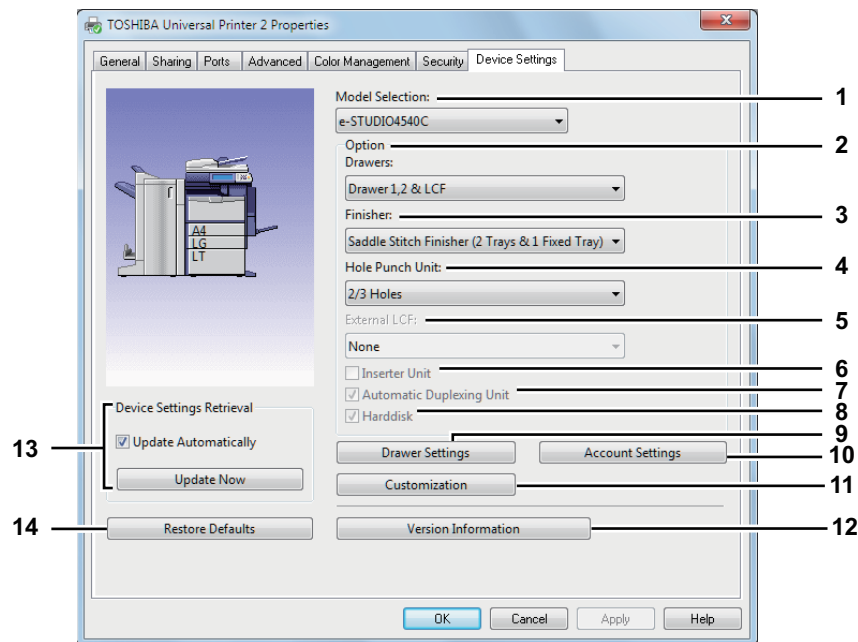 TOSHIBA Universal Printer 2 Properties
General Sharing Ports Advanced Color Management Security Device Settings
Model Selection: 1
e-STUDIO4540C
Option 2
Drawers:
Drawer 1,2 & LCF
Finisher: 3
Saddle Stitch Finisher (2 Trays & 1 Fixed Tray)
Hole Punch Unit: 4
2/3 Holes
External LCF: 5
None
Inserter Unit 6
Automatic Duplexing Unit 7
Harddisk 8
A4
LG
LT
Device Settings Retrieval
13 Update Automatically
Update Now
Drawer Settings 9
Account Settings 10
Customization 11
14 Restore Defaults
Version Information 12
OK Cancel Apply Help